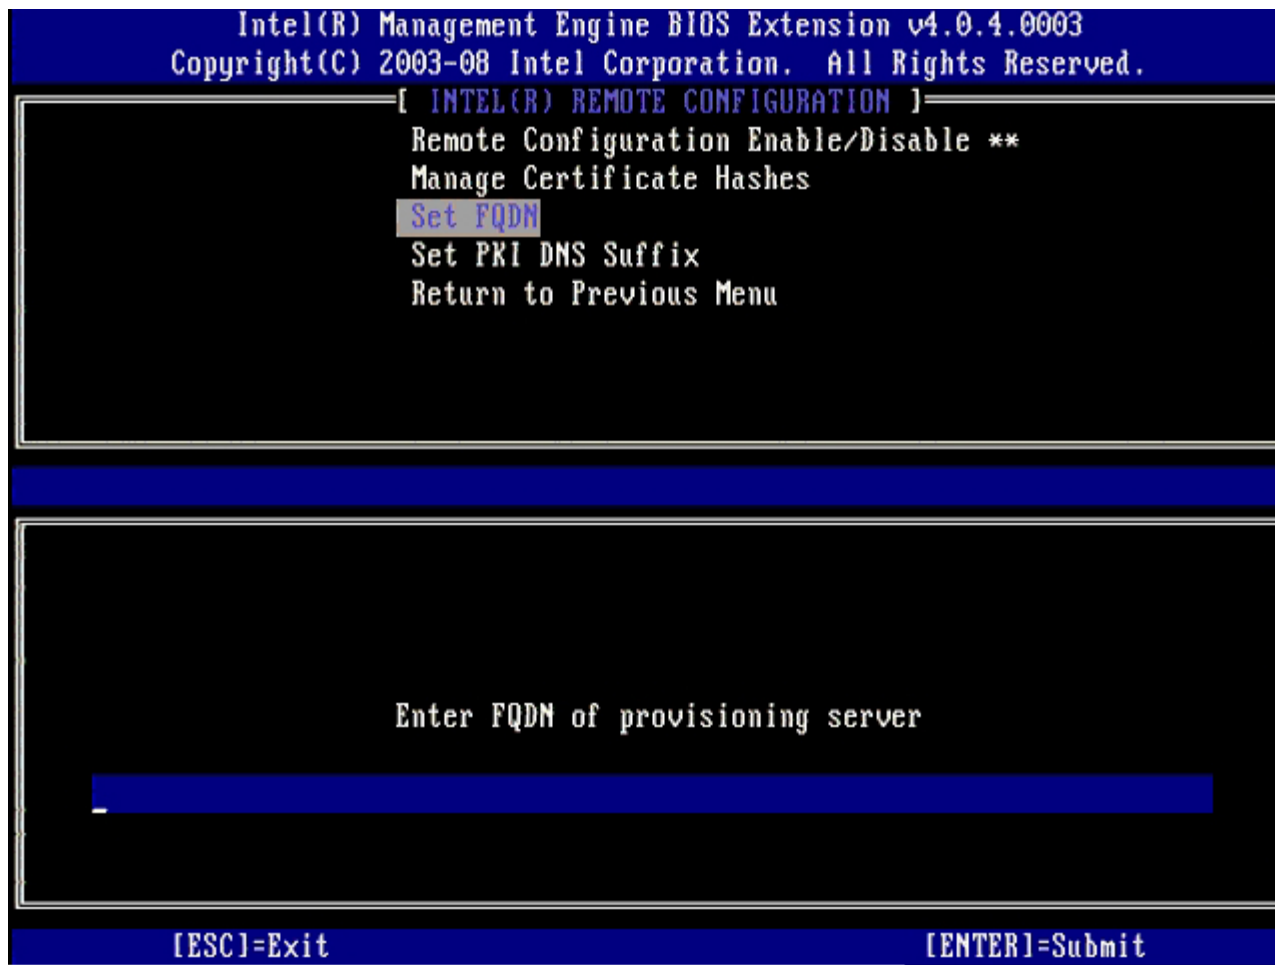 Intel(R) Management Engine BIOS Extension v4.0.4.0003
Copyright(C) 2003-08 Intel Corporation. All Rights Reserved.
[ INTEL(R) REMOTE CONFIGURATION ]
Remote Configuration Enable/Disable **
Manage Certificate Hashes
Set FQDN
Set PKI DNS Suffix
Return to Previous Menu
Enter FQDN of provisioning server
[ESC]=Exit [ENTER]=Submit